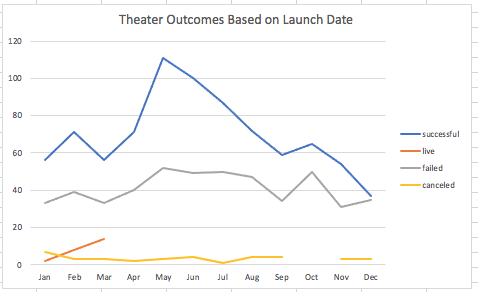 Theater Outcomes Based on Launch Date
120
100
80
60
40
20
0
Jan Feb Mar Apr May Jun Jul Aug Sep Oct Nov Dec
successful
live
failed
canceled